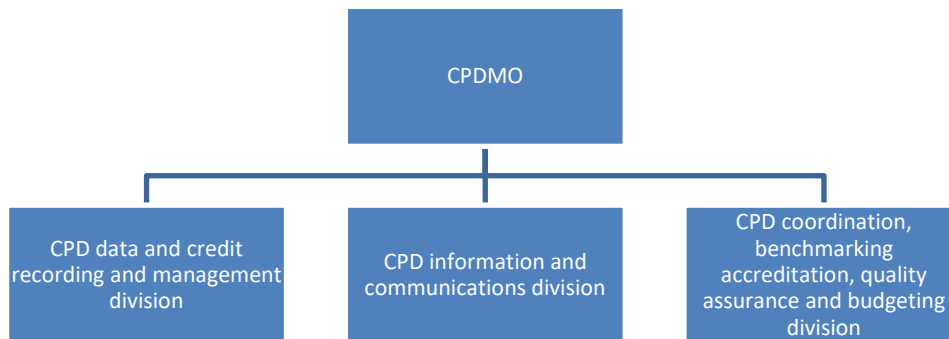 CPDMO
CPD data and credit
recording and management
division
CPD information and
communications division
CPD coordination,
benchmarking
accreditation, quality
assurance and budgeting
division